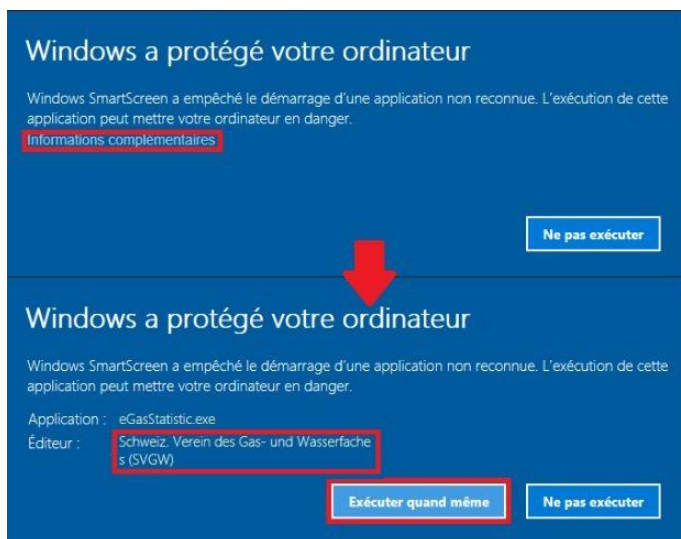 Windows a protégé votre ordinateur
Windows SmartScreen a empêché le démarrage d'une application non reconnue. L'exécution de cette
application peut mettre votre ordinateur en danger.
Informations complémentaires
Ne pas exécuter
Windows a protégé votre ordinateur
Windows SmartScreen a empêché le démarrage d'une application non reconnue. L'exécution de cette
application peut mettre votre ordinateur en danger.
Application : eGasStatistic.exe
Éditeur : Schweiz. Verein des Gas- und Wasserfache
s (SVGW)
Exécuter quand même Ne pas exécuter